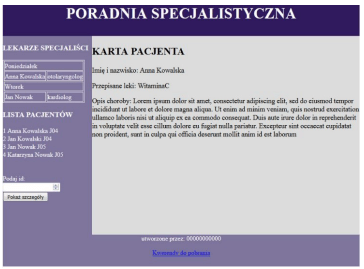 PORADNIA SPECJALISTYCZNA
LEKARZE SPECJALIŚCI
Poniedziałek
Anna Kowalska otolaryngolog
Wtorek
Jan Nowak kardiolog
LISTA PACJENTÓW
1 Anna Kowalska J04
2 Jan Kowalski J04
3 Jan Nowak J05
4 Katarzyna Nowak J05
Podaj id:
Pokaż szczegóły
KARTA PACJENTA
Imię i nazwisko: Anna Kowalska
Przepisane leki: WitaminaC
Opis choroby: Lorem ipsum dolor sit amet, consectetur adipiscing elit, sed do eiusmod tempor
incididunt ut labore et dolore magna aliqua. Ut enim ad minim veniam, quis nostrud exercitation
ullamco laboris nisi ut aliquip ex ea commodo consequat. Duis aute irure dolor in reprehenderit
in voluptate velit esse cillum dolore eu fugiat nulla pariatur. Excepteur sint occaecat cupidatat
non proident, sunt in culpa qui officia deserunt mollit anim id est laborum
utworzone przez: 00000000000
Kwerendy do pobrania